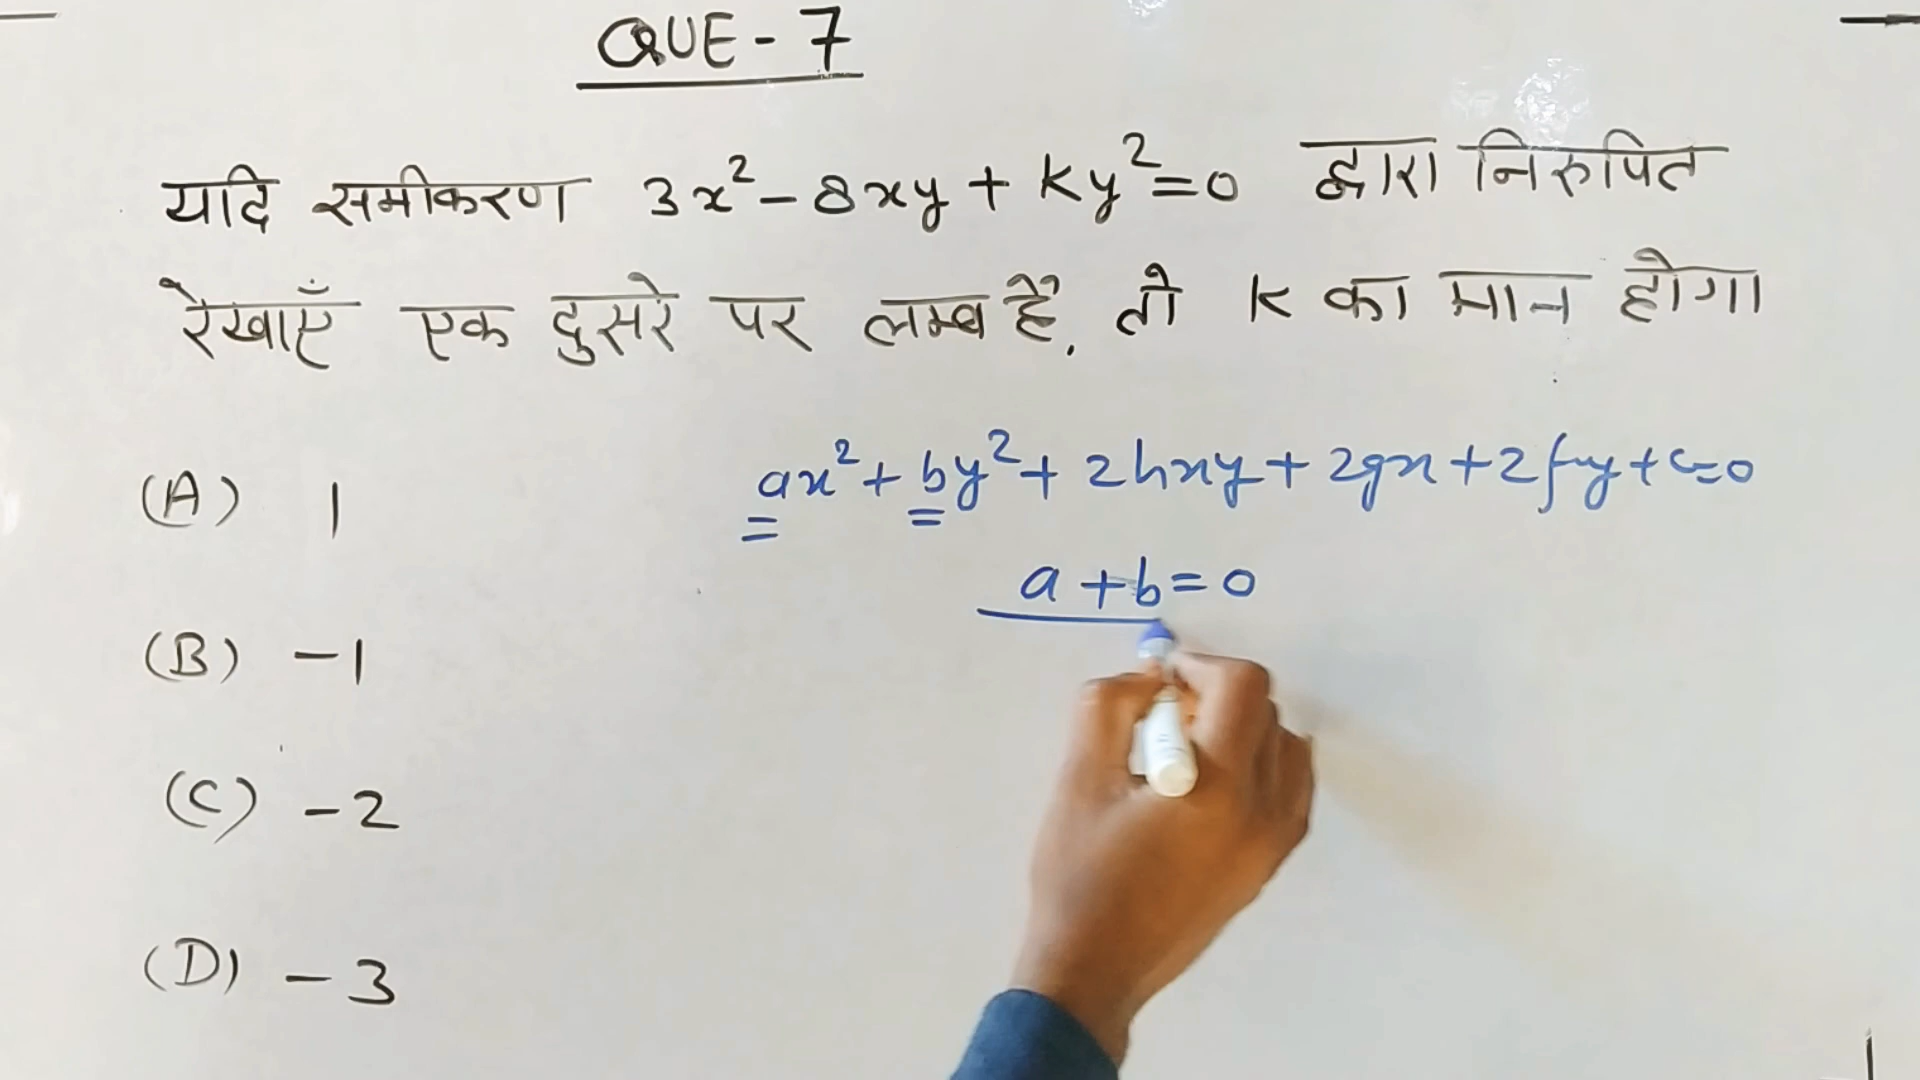 QUE - 7
यदि समीकरण 3x² - 8xy + Ky² = 0 द्वारा निरुपित
रेखाएँ एक दुसरे पर लम्ब हैं, तो K का मान होगा
ax² + by² + 2hxy + 2gx + 2fy + c = 0
a + b = 0
(A) 1
(B) -1
(C) -2
(D) -3